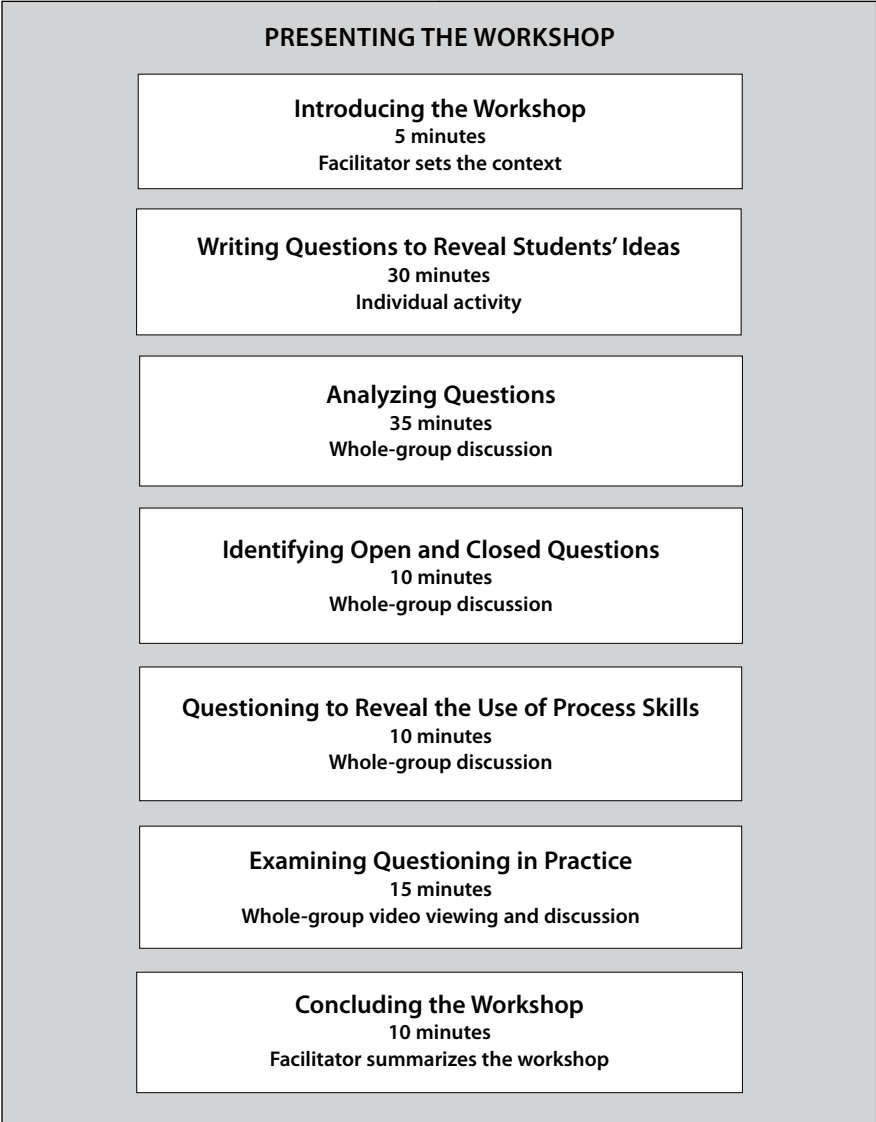 PRESENTING THE WORKSHOP
Introducing the Workshop
5 minutes
Facilitator sets the context
Writing Questions to Reveal Students’ Ideas
30 minutes
Individual activity
Analyzing Questions
35 minutes
Whole-group discussion
Identifying Open and Closed Questions
10 minutes
Whole-group discussion
Questioning to Reveal the Use of Process Skills
10 minutes
Whole-group discussion
Examining Questioning in Practice
15 minutes
Whole-group video viewing and discussion
Concluding the Workshop
10 minutes
Facilitator summarizes the workshop